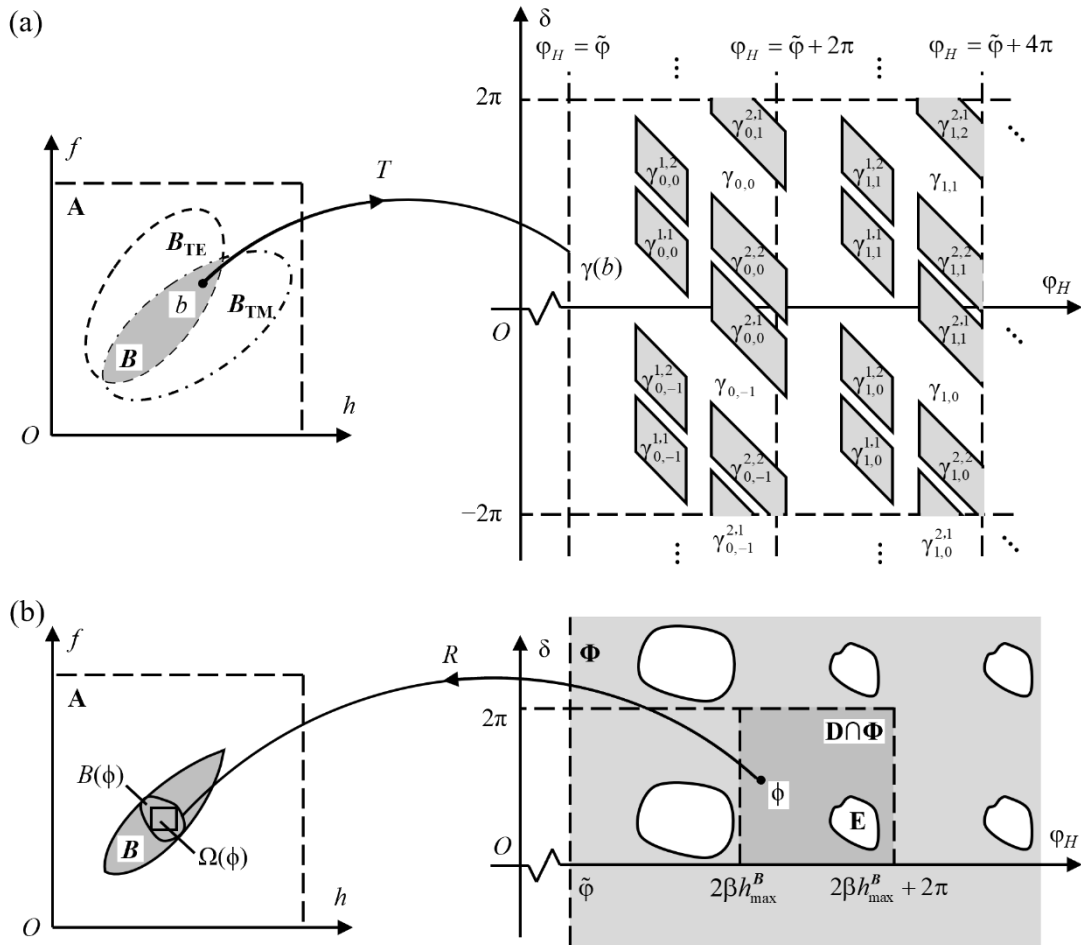 (a)
δ
φ_H = φ̃
φ_H = φ̃ + 2π
φ_H = φ̃ + 4π
⋮ ⋮
2π
γ^{2,1}_{0,1} γ^{2,1}_{1,2}
f
T
γ^{1,2}_{0,0} γ_{0,0} γ^{1,2}_{1,1} γ_{1,1}
A
B_TE
γ^{1,1}_{0,0} γ^{2,2}_{0,0} γ^{1,1}_{1,1} γ^{2,2}_{1,1}
γ(b)
b
B_TM.
O
φ_H
γ^{2,1}_{0,0} γ^{2,1}_{1,1}
B
γ^{1,2}_{0,-1} γ_{0,-1} γ^{1,2}_{1,0} γ_{1,0}
h
O
γ^{1,1}_{0,-1} γ^{2,2}_{0,-1} γ^{1,1}_{1,0} γ^{2,2}_{1,0}
−2π
γ^{2,1}_{0,-1} γ^{2,1}_{1,0}
⋮ ⋮
(b)
f
R
δ
Φ
A
2π
D∩Φ
B(ϕ)
ϕ
B
Ω(ϕ)
E
O
φ_H
h
φ̃
2βh^B_max
2βh^B_max + 2π
O